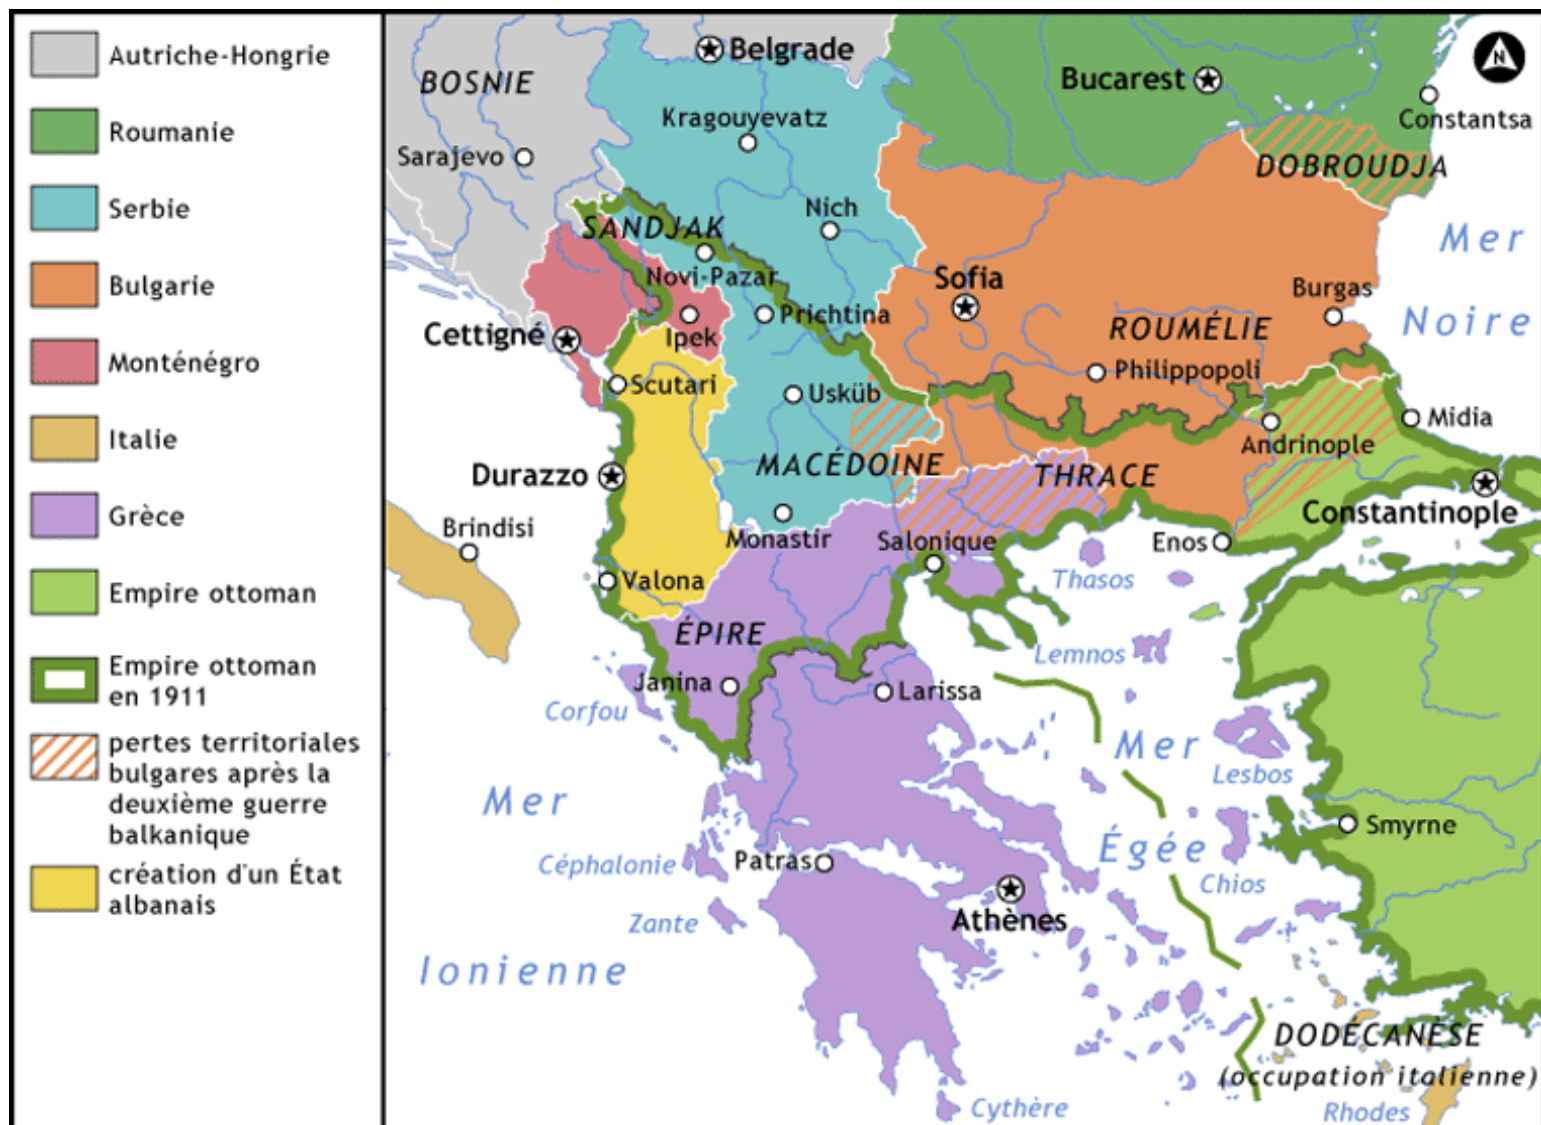 Autriche-Hongrie
Roumanie
Serbie
Bulgarie
Monténégro
Italie
Grèce
Empire ottoman
Empire ottoman
en 1911
pertes territoriales
bulgares après la
deuxième guerre
balkanique
création d'un État
albanais
N
Belgrade
BOSNIE
Bucarest
Constantsa
Kragouyevatz
Sarajevo
DOBROUDJA
Nich
SANDJAK
Mer
Noire
Novi-Pazar
Sofia
Burgas
Prichtina
ROUMÉLIE
Cettigné
Ipek
Philippopoli
Scutari
Usküb
Midia
Andrinople
MACÉDOINE
THRACE
Durazzo
Constantinople
Brindisi
Monastir
Salonique
Enos
Thasos
Valona
ÉPIRE
Lemnos
Janina
Larissa
Corfou
Mer
Égée
Lesbos
Mer
Ionienne
Smyrne
Céphalonie
Patras
Chios
Zante
Athènes
DODÉCANÈSE
(occupation italienne)
Cythère
Rhodes